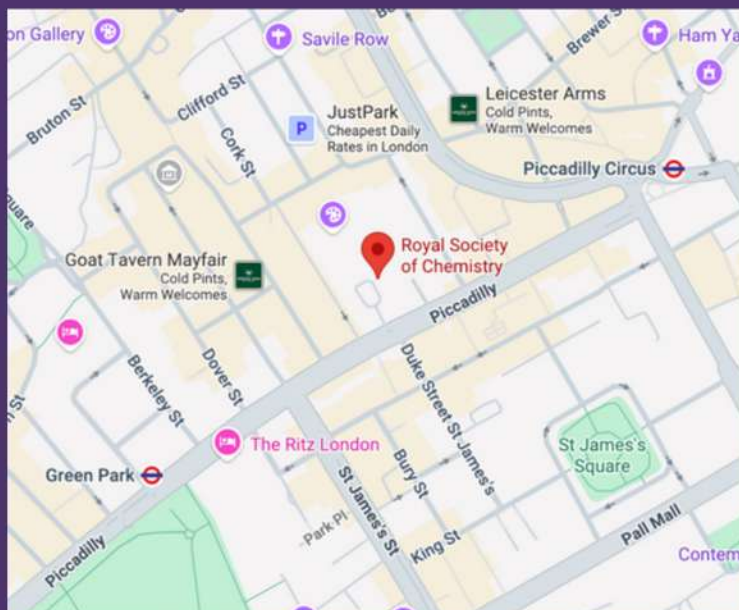 on Gallery
Savile Row
Brewer St
Ham Ya
Clifford St
Bruton St
Leicester Arms
Cold Pints,
Warm Welcomes
JustPark
Cheapest Daily
Rates in London
P
Cork St
Piccadilly Circus
Square
Royal Society
of Chemistry
Goat Tavern Mayfair
Cold Pints,
Warm Welcomes
Piccadilly
Dover St
Berkeley St
Duke Street St James's
The Ritz London
St James's
Square
Bury St
Green Park
St James's St
Park Pl
King St
Pall Mall
Piccadilly
Contem